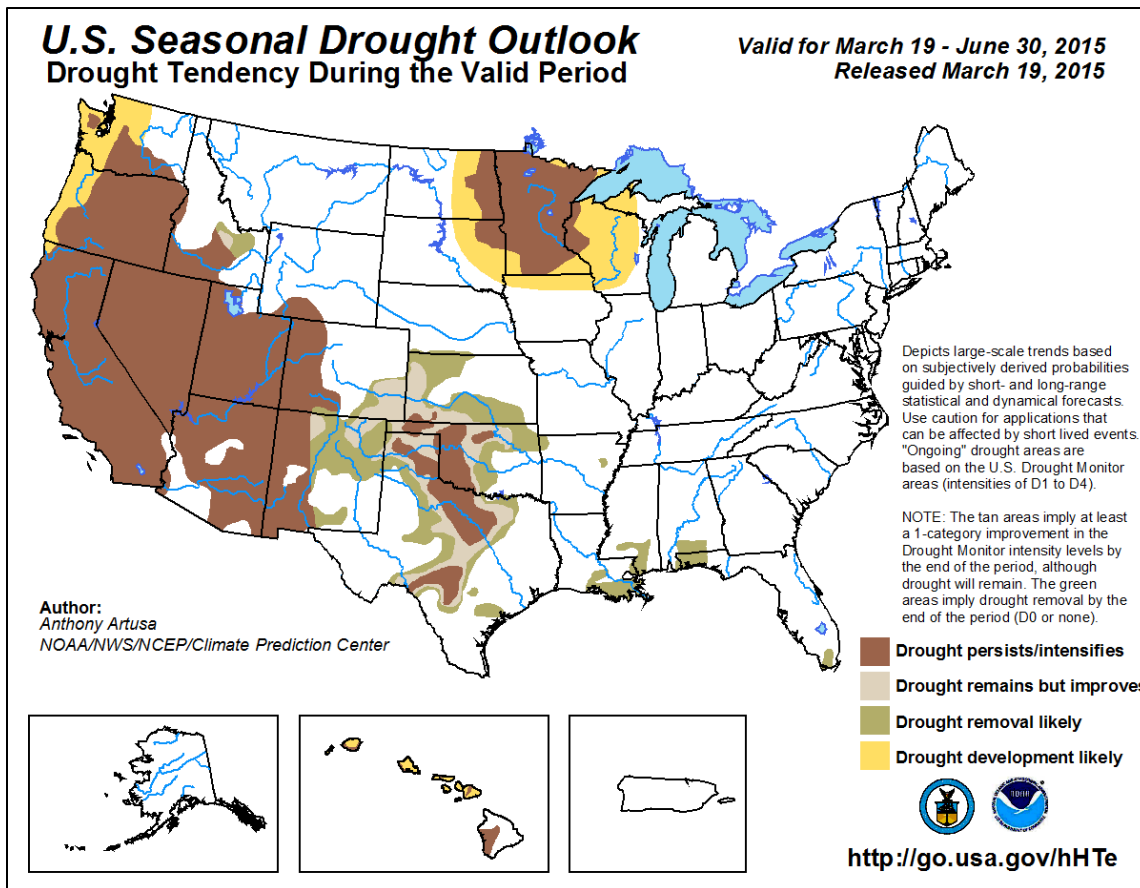 U.S. Seasonal Drought Outlook
Drought Tendency During the Valid Period
Valid for March 19 - June 30, 2015
Released March 19, 2015
Depicts large-scale trends based
on subjectively derived probabilities
guided by short- and long-range
statistical and dynamical forecasts.
Use caution for applications that
can be affected by short lived events.
"Ongoing" drought areas are
based on the U.S. Drought Monitor
areas (intensities of D1 to D4).
NOTE: The tan areas imply at least
a 1-category improvement in the
Drought Monitor intensity levels by
the end of the period, although
drought will remain. The green
areas imply drought removal by the
end of the period (D0 or none).
Author:
Anthony Artusa
NOAA/NWS/NCEP/Climate Prediction Center
Drought persists/intensifies
Drought remains but improves
Drought removal likely
Drought development likely
http://go.usa.gov/hHTe